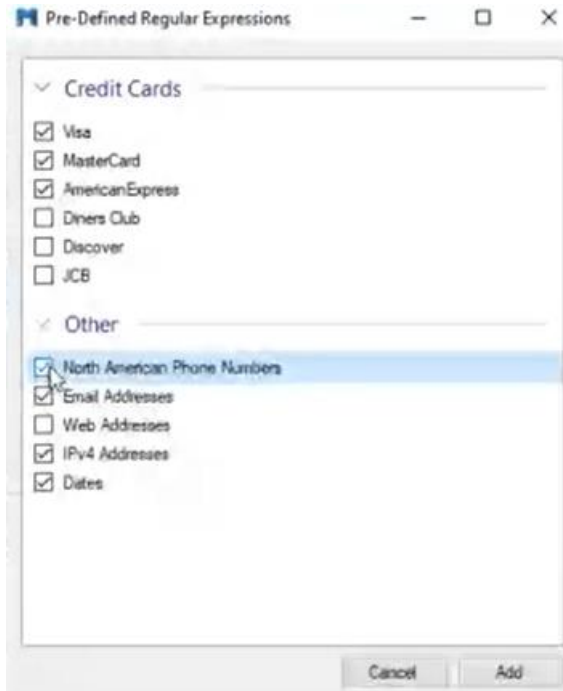 Pre-Defined Regular Expressions
Credit Cards
Visa
MasterCard
AmericanExpress
Diners Club
Discover
JCB
Other
North American Phone Numbers
Email Addresses
Web Addresses
IPv4 Addresses
Dates
Cancel Add